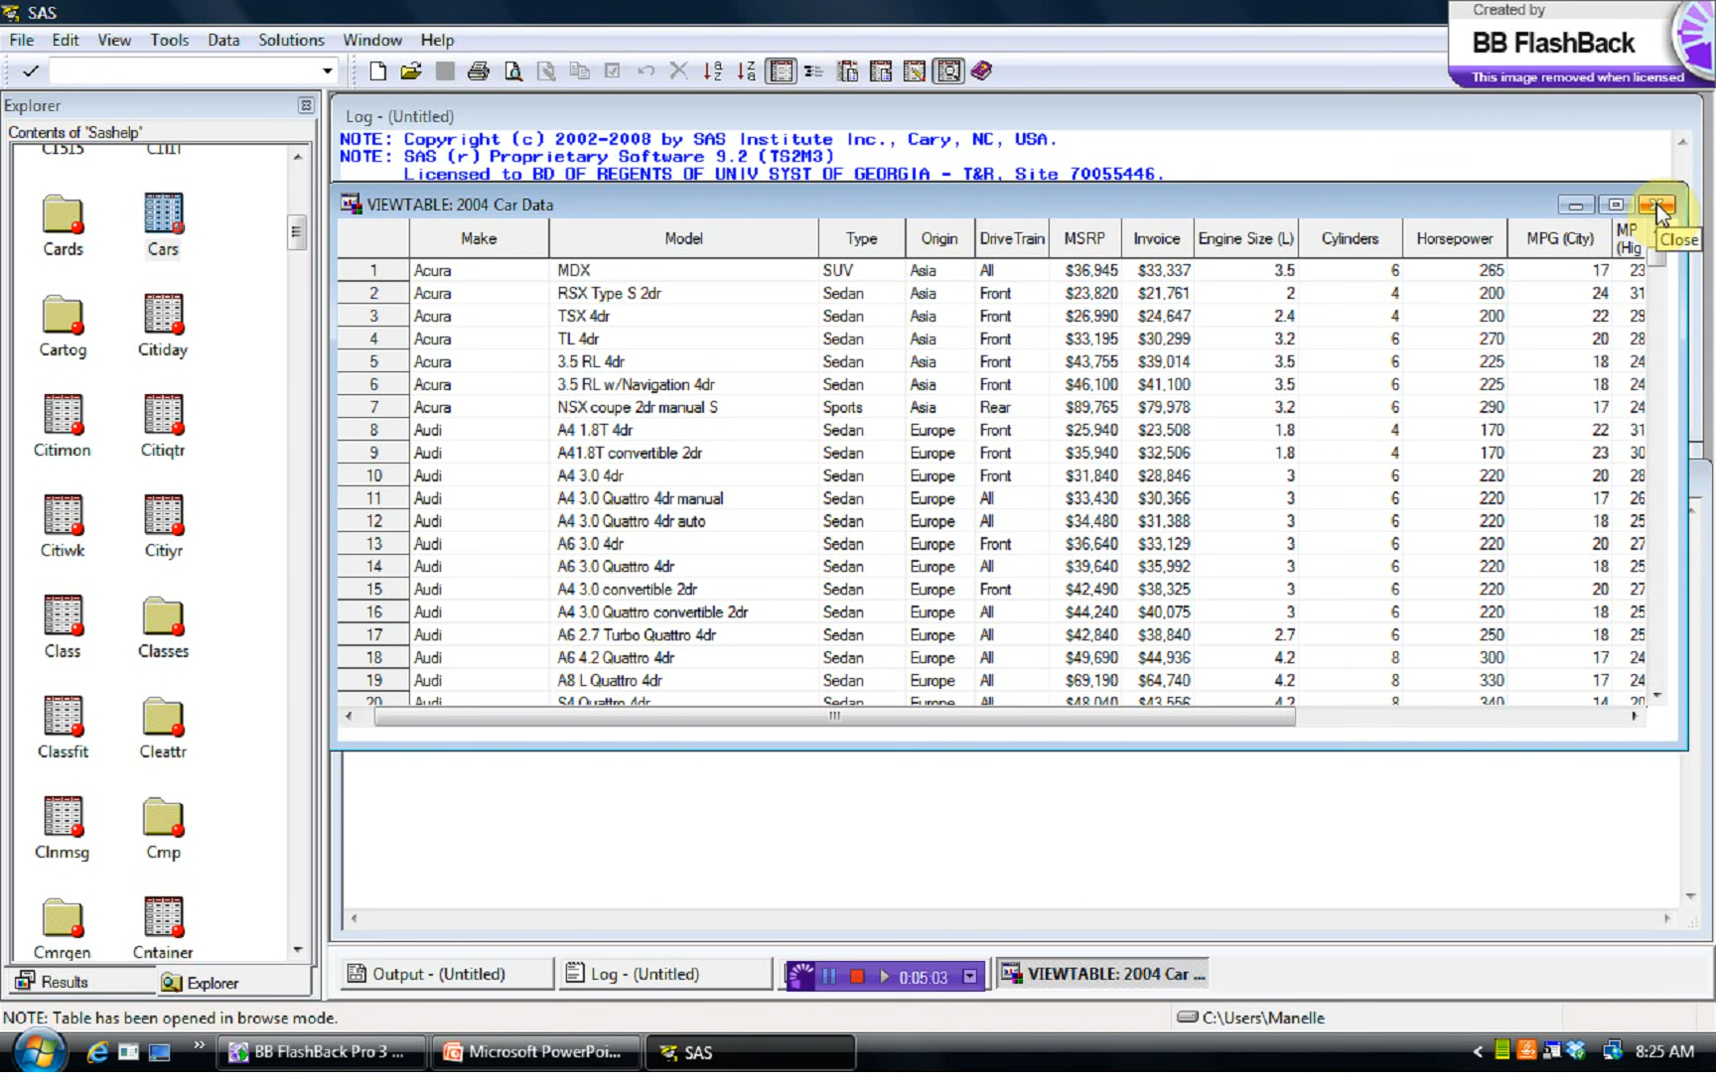 SAS
Created by
BB FlashBack
This image removed when licensed
File Edit View Tools Data Solutions Window Help
Explorer
Contents of 'Sashelp'
Cards Cars
Cartog Citiday
Citimon Citiqtr
Citiwk Citiyr
Class Classes
Classfit Cleattr
Clnmsg Cmp
Cmrgen Cntainer
Results Explorer
Log - (Untitled)
NOTE: Copyright (c) 2002-2008 by SAS Institute Inc., Cary, NC, USA.
NOTE: SAS (r) Proprietary Software 9.2 (TS2M3)
Licensed to BD OF REGENTS OF UNIV SYST OF GEORGIA - T&R, Site 70055446.
VIEWTABLE: 2004 Car Data
Close
Make Model Type Origin DriveTrain MSRP Invoice Engine Size (L) Cylinders Horsepower MPG (City) MP
(Hig
1 Acura MDX SUV Asia All $36,945 $33,337 3.5 6 265 17 23
2 Acura RSX Type S 2dr Sedan Asia Front $23,820 $21,761 2 4 200 24 31
3 Acura TSX 4dr Sedan Asia Front $26,990 $24,647 2.4 4 200 22 29
4 Acura TL 4dr Sedan Asia Front $33,195 $30,299 3.2 6 270 20 28
5 Acura 3.5 RL 4dr Sedan Asia Front $43,755 $39,014 3.5 6 225 18 24
6 Acura 3.5 RL w/Navigation 4dr Sedan Asia Front $46,100 $41,100 3.5 6 225 18 24
7 Acura NSX coupe 2dr manual S Sports Asia Rear $89,765 $79,978 3.2 6 290 17 24
8 Audi A4 1.8T 4dr Sedan Europe Front $25,940 $23,508 1.8 4 170 22 31
9 Audi A41.8T convertible 2dr Sedan Europe Front $35,940 $32,506 1.8 4 170 23 30
10 Audi A4 3.0 4dr Sedan Europe Front $31,840 $28,846 3 6 220 20 28
11 Audi A4 3.0 Quattro 4dr manual Sedan Europe All $33,430 $30,366 3 6 220 17 26
12 Audi A4 3.0 Quattro 4dr auto Sedan Europe All $34,480 $31,388 3 6 220 18 25
13 Audi A6 3.0 4dr Sedan Europe Front $36,640 $33,129 3 6 220 20 27
14 Audi A6 3.0 Quattro 4dr Sedan Europe All $39,640 $35,992 3 6 220 18 25
15 Audi A4 3.0 convertible 2dr Sedan Europe Front $42,490 $38,325 3 6 220 20 27
16 Audi A4 3.0 Quattro convertible 2dr Sedan Europe All $44,240 $40,075 3 6 220 18 25
17 Audi A6 2.7 Turbo Quattro 4dr Sedan Europe All $42,840 $38,840 2.7 6 250 18 25
18 Audi A6 4.2 Quattro 4dr Sedan Europe All $49,690 $44,936 4.2 8 300 17 24
19 Audi A8 L Quattro 4dr Sedan Europe All $69,190 $64,740 4.2 8 330 17 24
20 Audi S4 Quattro 4dr Sedan Europe All $48,040 $43,556 4.2 8 340 14 20
Output - (Untitled) Log - (Untitled) 0:05:03 VIEWTABLE: 2004 Car ...
NOTE: Table has been opened in browse mode.
C:\Users\Manelle
BB FlashBack Pro 3 ... Microsoft PowerPoi... SAS 8:25 AM